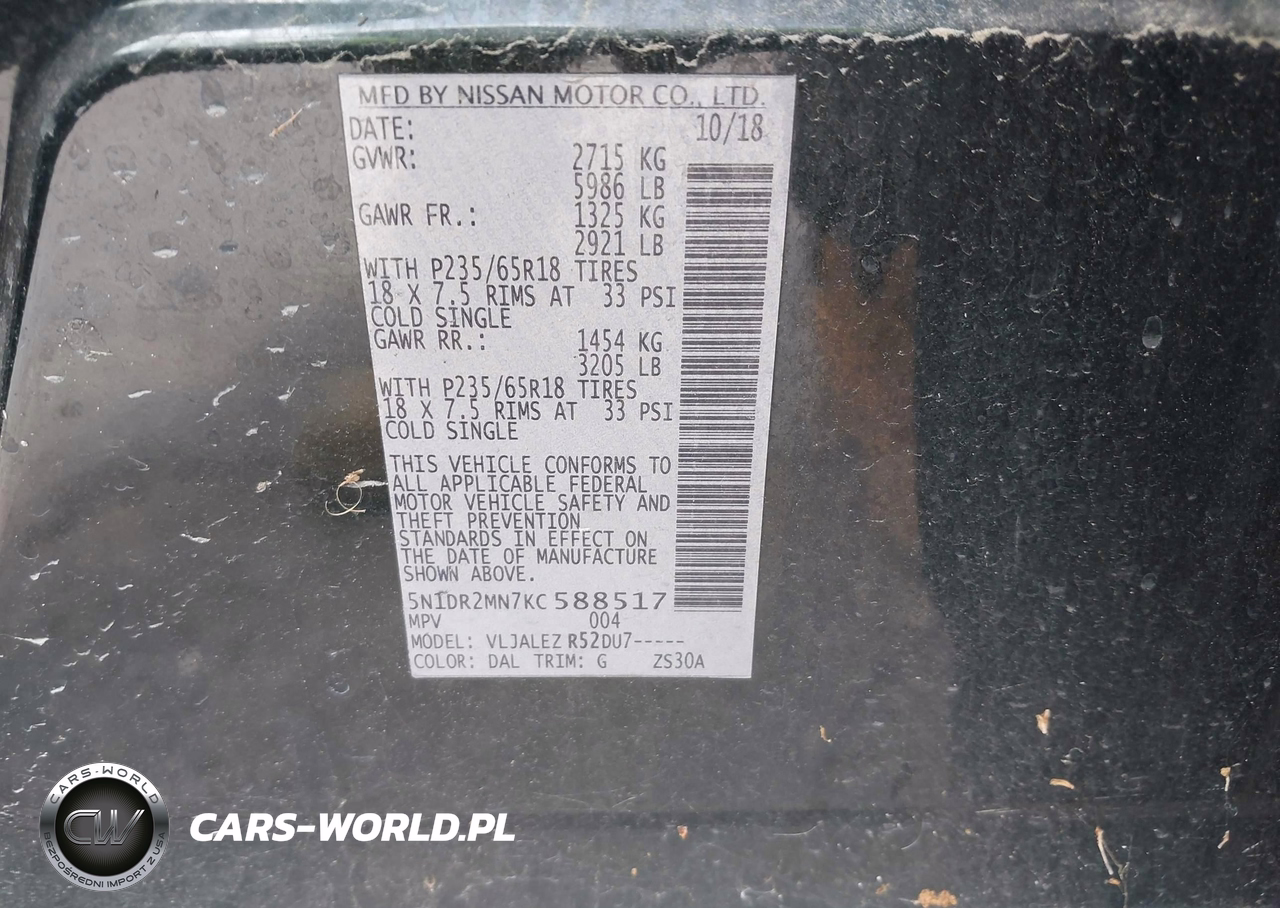 MFD BY NISSAN MOTOR CO., LTD.
DATE: 10/18
GVWR: 2715 KG
5986 LB
GAWR FR.: 1325 KG
2921 LB
WITH P235/65R18 TIRES
18 X 7.5 RIMS AT 33 PSI
COLD SINGLE
GAWR RR.: 1454 KG
3205 LB
WITH P235/65R18 TIRES
18 X 7.5 RIMS AT 33 PSI
COLD SINGLE
THIS VEHICLE CONFORMS TO
ALL APPLICABLE FEDERAL
MOTOR VEHICLE SAFETY AND
THEFT PREVENTION
STANDARDS IN EFFECT ON
THE DATE OF MANUFACTURE
SHOWN ABOVE.
5N1DR2MN7KC588517
MPV 004
MODEL: VLJALEZ R52DU7-----
COLOR: DAL TRIM: G ZS30A
CARS-WORLD
CW
BEZPOŚREDNI IMPORT Z USA
CARS-WORLD.PL